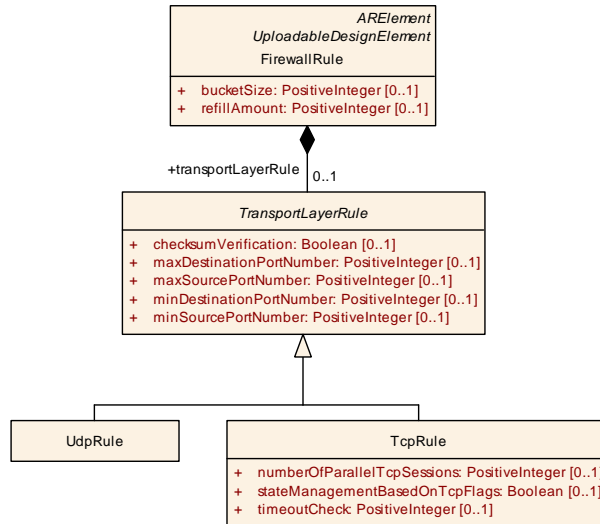 ARElement
UploadableDesignElement
FirewallRule
+ bucketSize: PositiveInteger [0..1]
+ refillAmount: PositiveInteger [0..1]
+transportLayerRule
0..1
TransportLayerRule
+ checksumVerification: Boolean [0..1]
+ maxDestinationPortNumber: PositiveInteger [0..1]
+ maxSourcePortNumber: PositiveInteger [0..1]
+ minDestinationPortNumber: PositiveInteger [0..1]
+ minSourcePortNumber: PositiveInteger [0..1]
UdpRule
TcpRule
+ numberOfParallelTcpSessions: PositiveInteger [0..1]
+ stateManagementBasedOnTcpFlags: Boolean [0..1]
+ timeoutCheck: PositiveInteger [0..1]